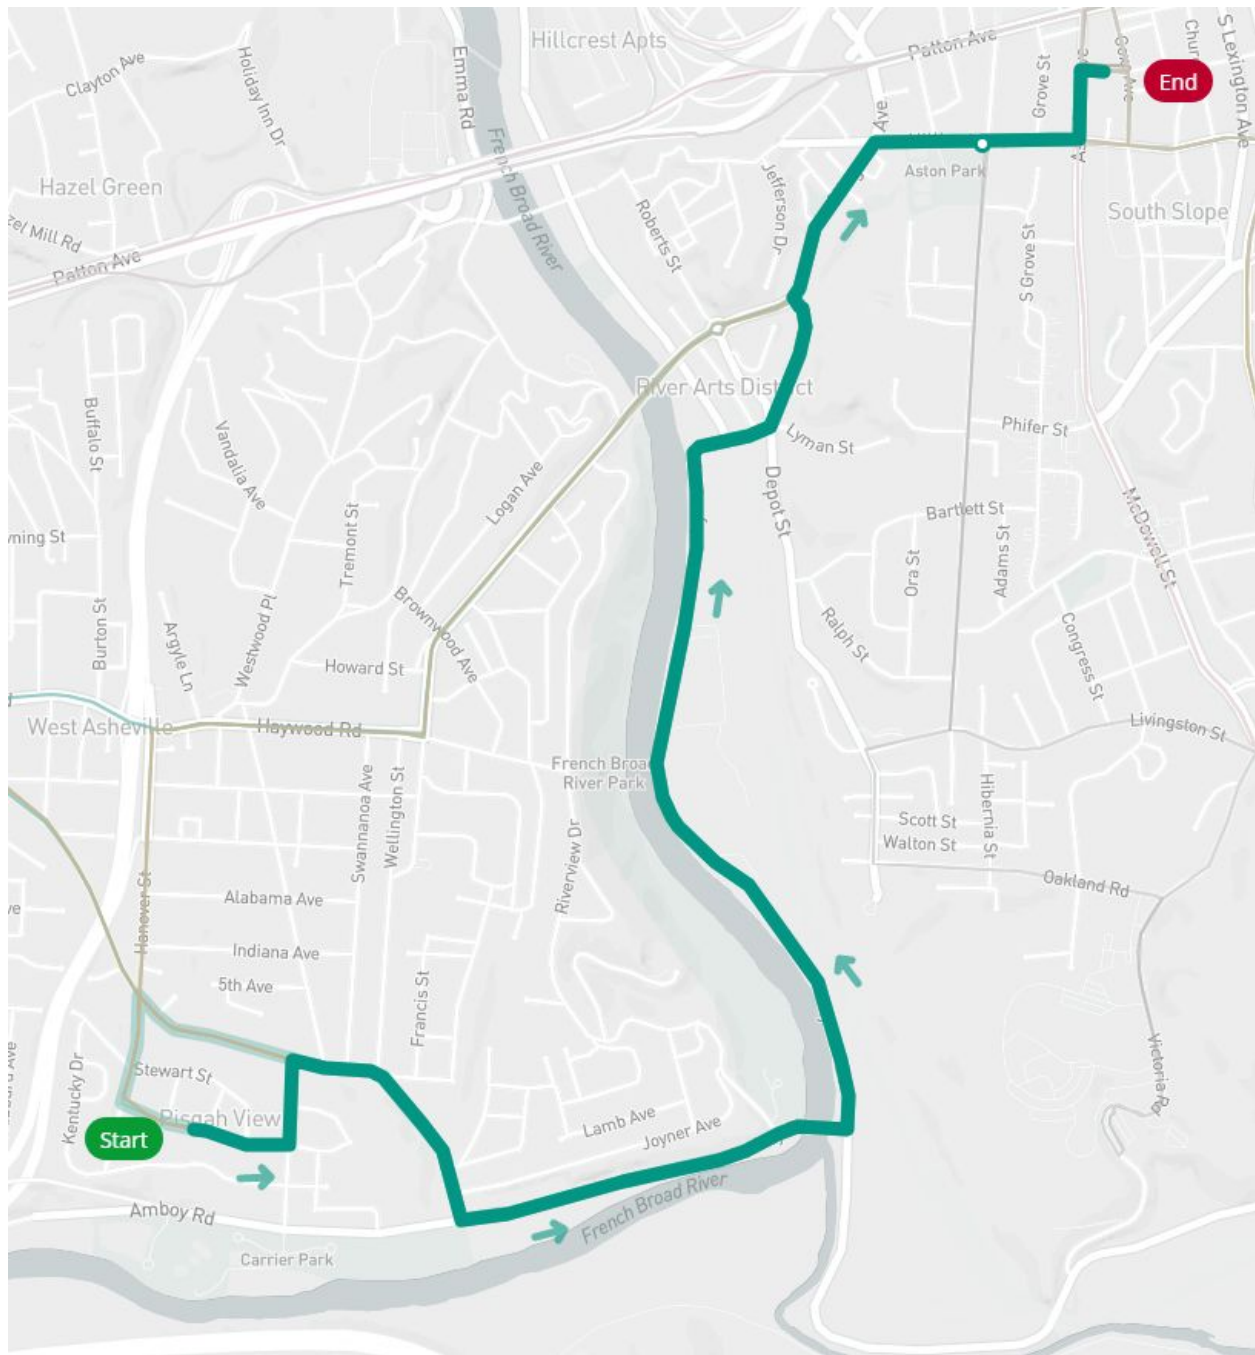 Hillcrest Apts
Patton Ave
Church
S Lexington Ave
Clayton Ave
Holiday Inn Dr
Emma Rd
Grove St
Ave
End
French Broad River
Ave
Hazel Green
Jefferson Dr
Aston Park
zel Mill Rd
Patton Ave
Roberts St
South Slope
S Grove St
River Arts District
Buffalo St
Vandalia Ave
Lyman St
Phifer St
Logan Ave
Depot St
Bartlett St
McDowell St
ning St
Tremont St
Ora St
Adams St
Burton St
Argyle Ln
Westwood Pl
Brownwood Ave
Ralph St
Congress St
Howard St
West Asheville
Haywood Rd
Livingston St
French Broad
River Park
Swannanoa Ave
Wellington St
Hibernia St
Scott St
Walton St
Riverview Dr
Alabama Ave
Oakland Rd
Hanover St
Indiana Ave
5th Ave
Francis St
Kentucky Dr
Stewart St
Victoria Rd
Pisgah View
Start
Lamb Ave
Joyner Ave
Amboy Rd
French Broad River
Carrier Park